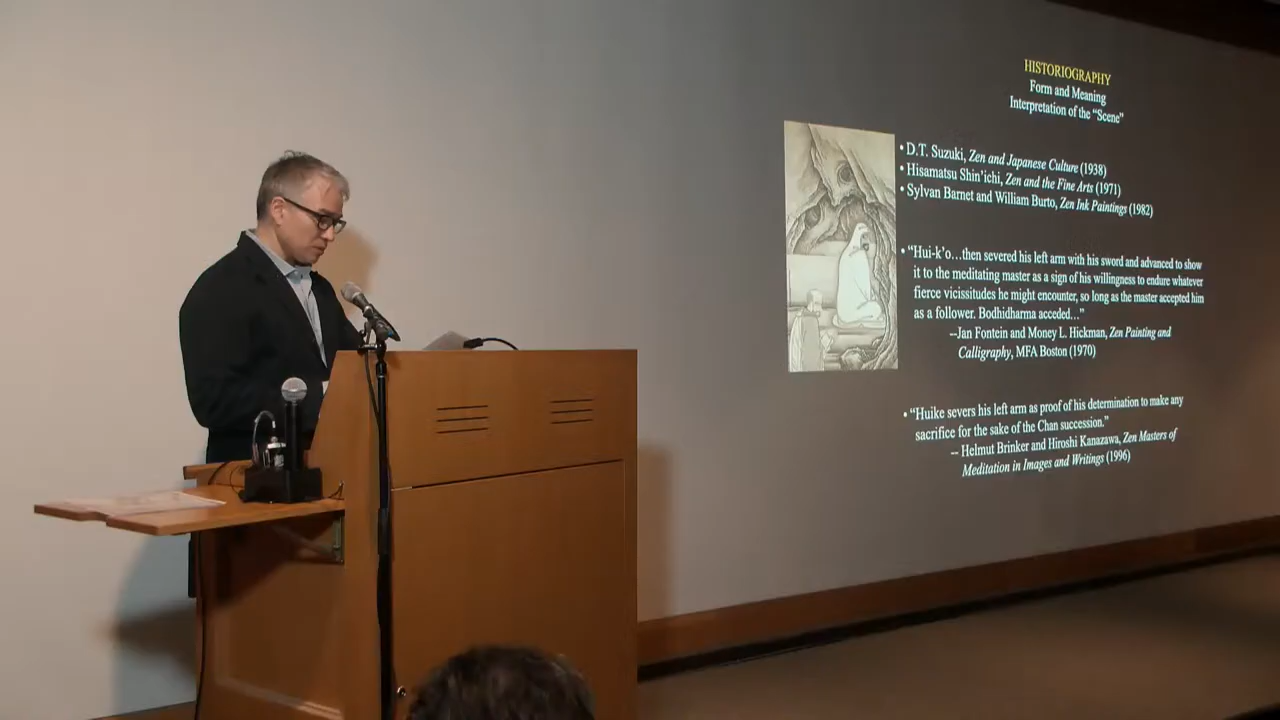 HISTORIOGRAPHY
Form and Meaning
Interpretation of the “Scene”
• D.T. Suzuki, Zen and Japanese Culture (1938)
• Hisamatsu Shin’ichi, Zen and the Fine Arts (1971)
• Sylvan Barnet and William Burto, Zen Ink Paintings (1982)
• “Hui-k’o…then severed his left arm with his sword and advanced to show
it to the meditating master as a sign of his willingness to endure whatever
fierce vicissitudes he might encounter, so long as the master accepted him
as a follower. Bodhidharma acceded…”
--Jan Fontein and Money L. Hickman, Zen Painting and
Calligraphy, MFA Boston (1970)
• “Huike severs his left arm as proof of his determination to make any
sacrifice for the sake of the Chan succession.”
-- Helmut Brinker and Hiroshi Kanazawa, Zen Masters of
Meditation in Images and Writings (1996)